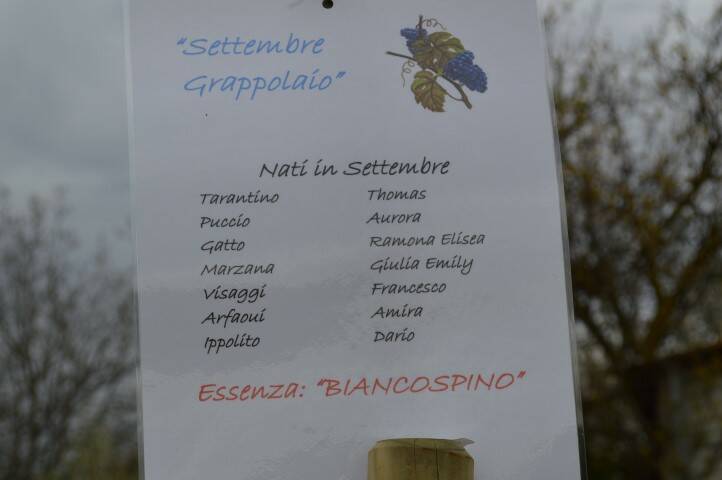 "Settembre
Grappolaio"
Nati in Settembre
Tarantino Thomas
Puccio Aurora
Gatto Ramona Elisea
Marzana Giulia Emily
Visaggi Francesco
Arfaoui Amira
Ippolito Dario
Essenza: "BIANCOSPINO"